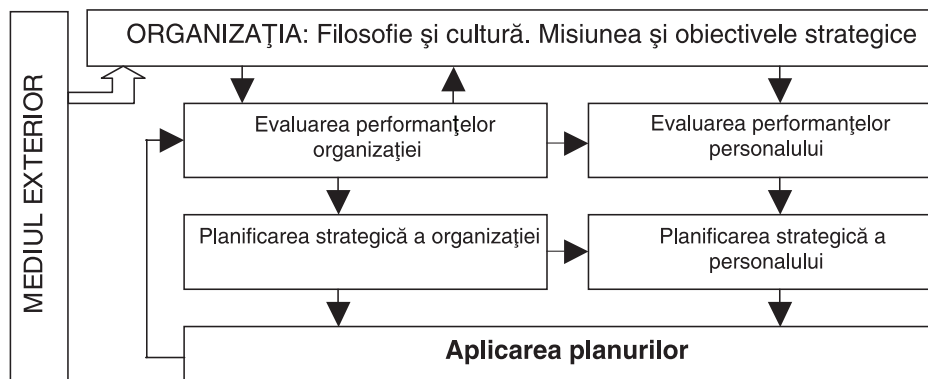 MEDIUL EXTERIOR
ORGANIZAŢIA: Filosofie şi cultură. Misiunea şi obiectivele strategice
Evaluarea performanţelor
organizaţiei
Evaluarea performanţelor
personalului
Planificarea strategică a organizaţiei
Planificarea strategică a
personalului
Aplicarea planurilor